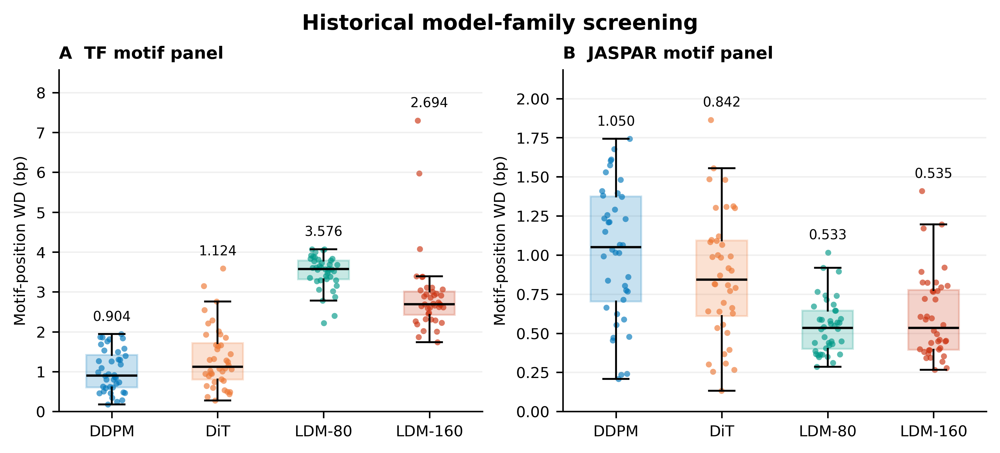 Historical model-family screening
A TF motif panel
Motif-position WD (bp)
8
7
6
5
4
3
2
1
0
0.904
1.124
3.576
2.694
DDPM
DiT
LDM-80
LDM-160
B JASPAR motif panel
Motif-position WD (bp)
2.00
1.75
1.50
1.25
1.00
0.75
0.50
0.25
0.00
1.050
0.842
0.533
0.535
DDPM
DiT
LDM-80
LDM-160